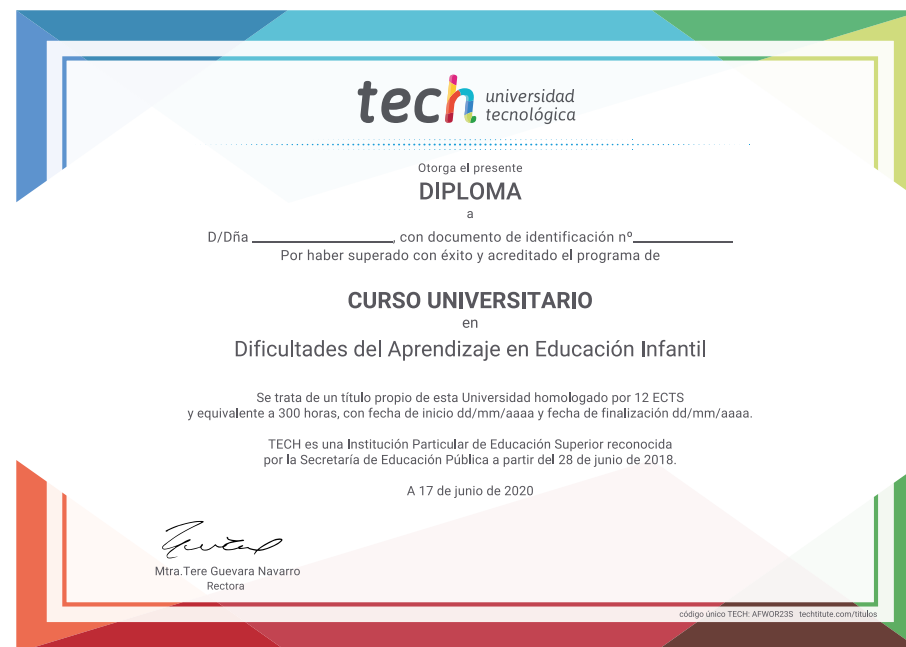 tech universidad
tecnológica
Otorga el presente
DIPLOMA
a
D/Dña ______________, con documento de identificación nº__________
Por haber superado con éxito y acreditado el programa de
CURSO UNIVERSITARIO
en
Dificultades del Aprendizaje en Educación Infantil
Se trata de un título propio de esta Universidad homologado por 12 ECTS
y equivalente a 300 horas, con fecha de inicio dd/mm/aaaa y fecha de finalización dd/mm/aaaa.
TECH es una Institución Particular de Educación Superior reconocida
por la Secretaría de Educación Pública a partir del 28 de junio de 2018.
A 17 de junio de 2020
Mtra.Tere Guevara Navarro
Rectora
código único TECH: AFWOR23S techtitute.com/titulos